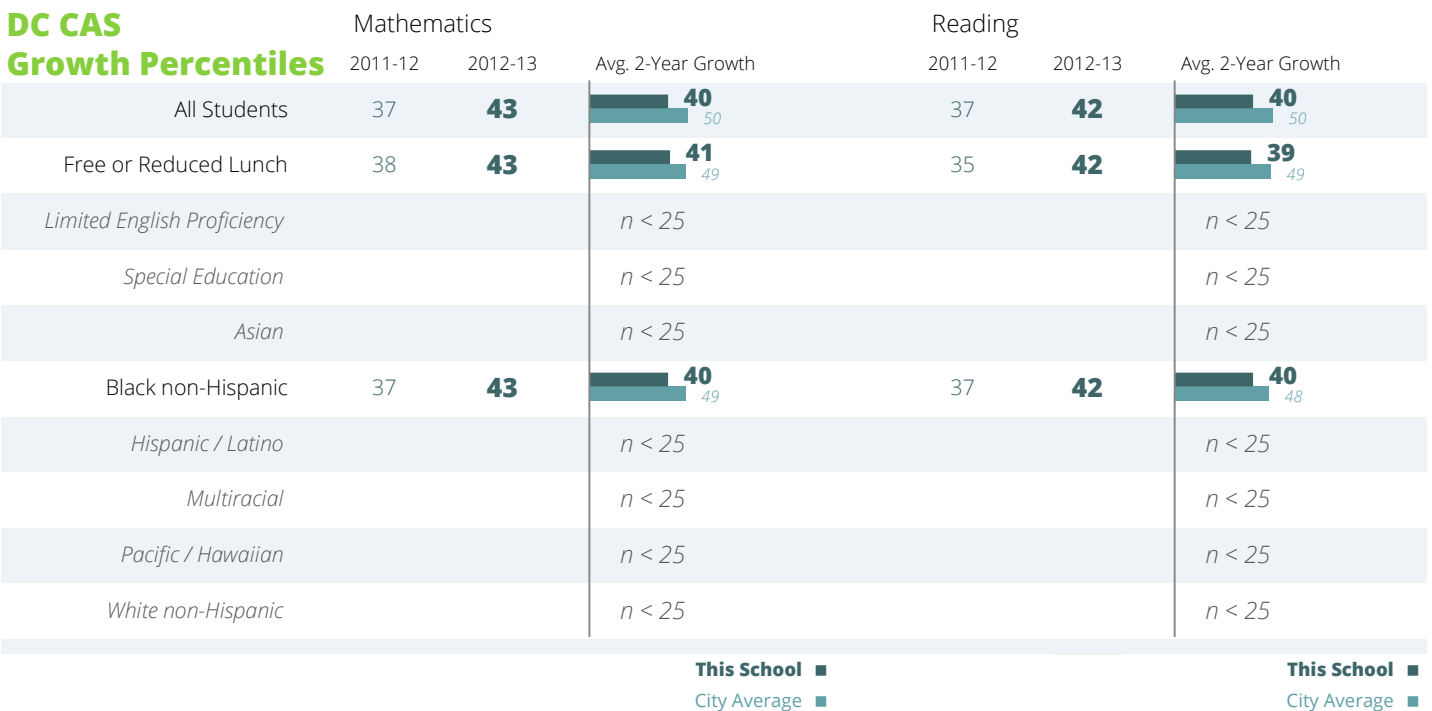 DC CAS Mathematics Reading
Growth Percentiles 2011-12 2012-13 Avg. 2-Year Growth 2011-12 2012-13 Avg. 2-Year Growth
All Students 37 43 40 50 37 42 40 50
Free or Reduced Lunch 38 43 41 49 35 42 39 49
Limited English Proficiency n < 25 n < 25
Special Education n < 25 n < 25
Asian n < 25 n < 25
Black non-Hispanic 37 43 40 49 37 42 40 48
Hispanic / Latino n < 25 n < 25
Multiracial n < 25 n < 25
Pacific / Hawaiian n < 25 n < 25
White non-Hispanic n < 25 n < 25
This School This School
City Average City Average